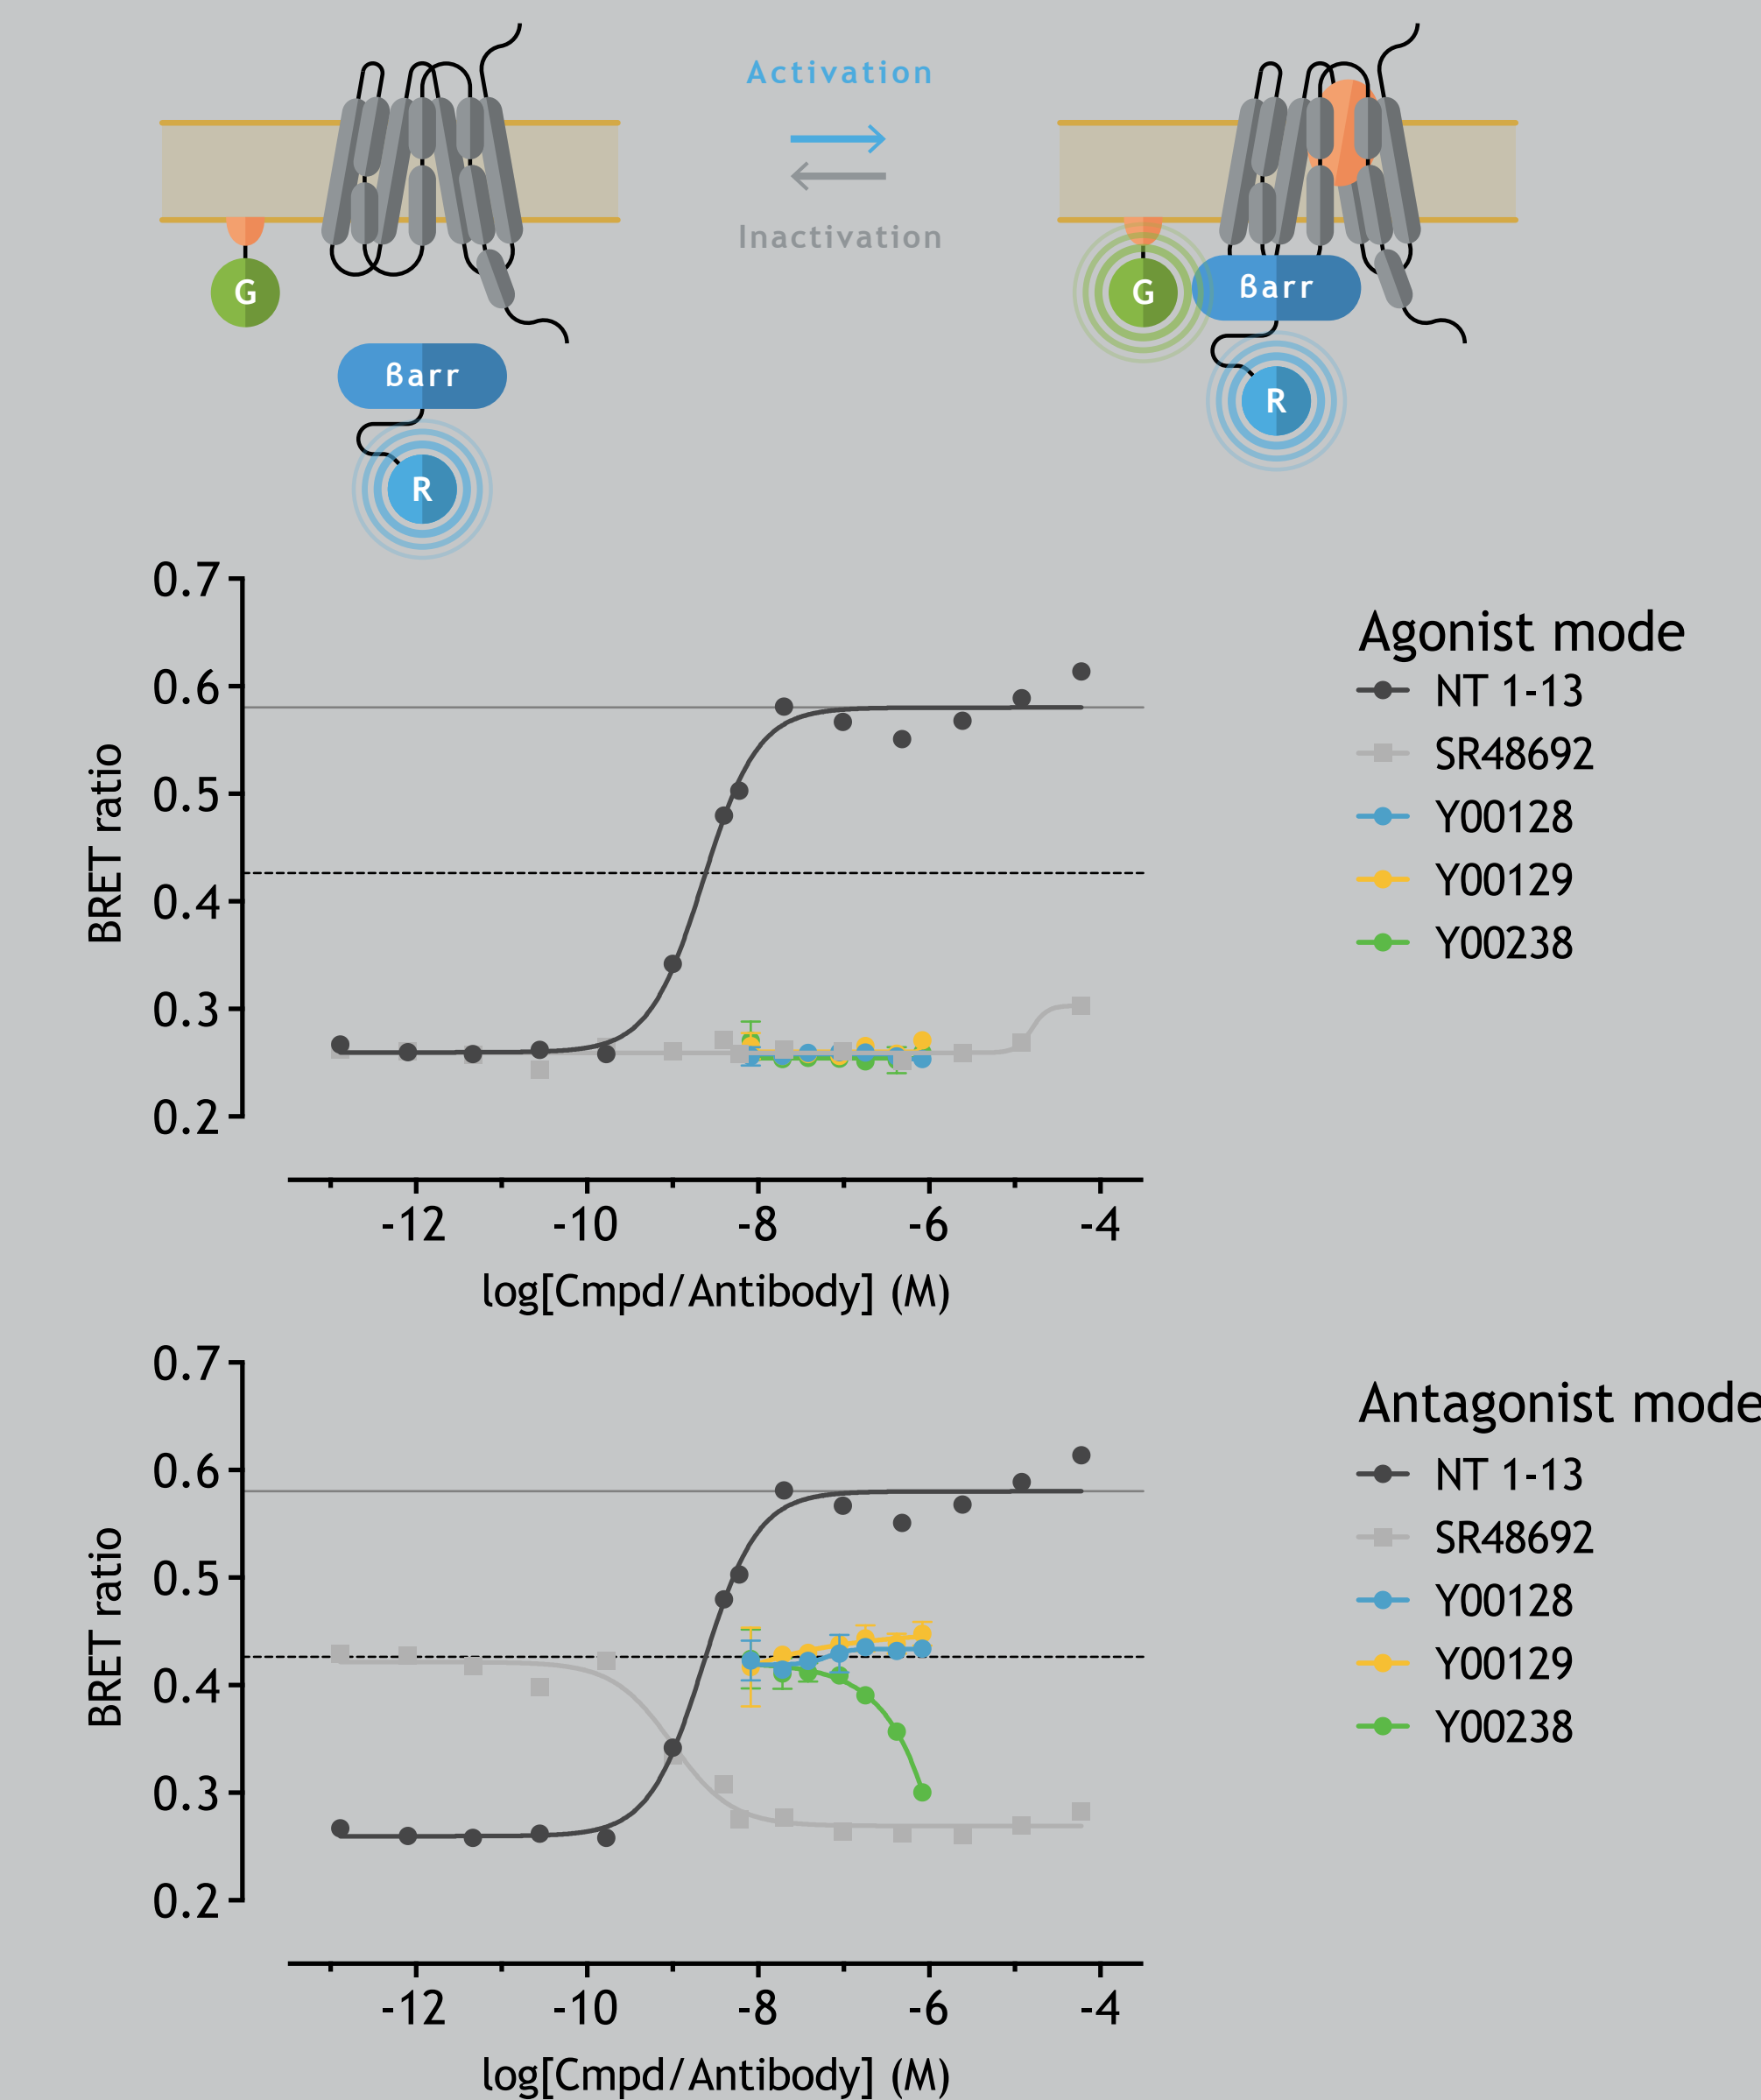 Activation
Inactivation
G
ßarr
R
G
ßarr
R
0.7
0.6
0.5
0.4
0.3
0.2
BRET ratio
-12 -10 -8 -6 -4
log[Cmpd/Antibody] (M)
Agonist mode
NT 1-13
SR48692
Y00128
Y00129
Y00238
0.7
0.6
0.5
0.4
0.3
0.2
BRET ratio
-12 -10 -8 -6 -4
log[Cmpd/Antibody] (M)
Antagonist mode
NT 1-13
SR48692
Y00128
Y00129
Y00238